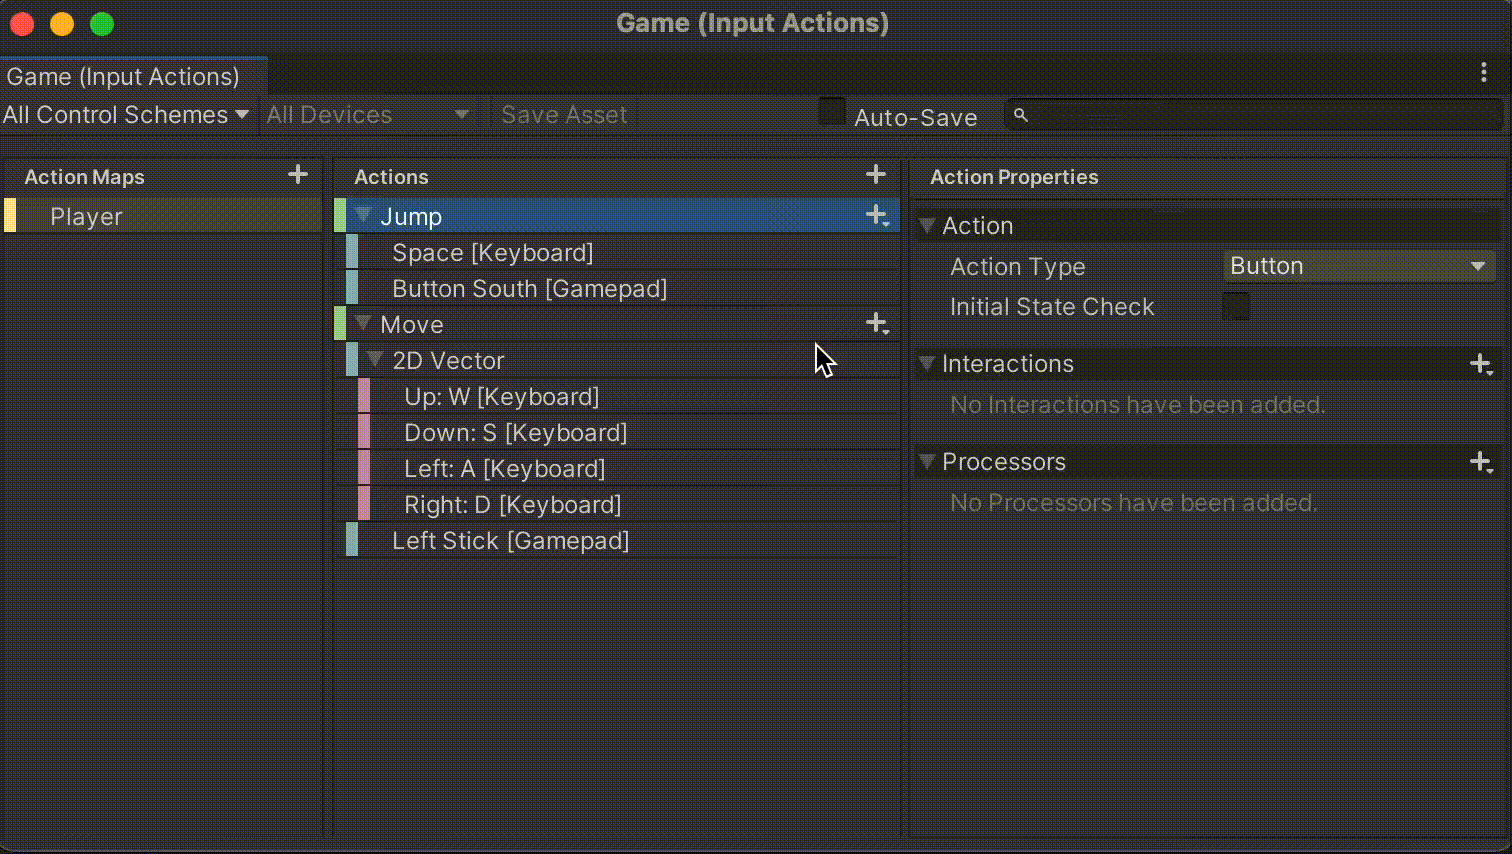 Game (Input Actions)
Game (Input Actions)
All Control Schemes All Devices Save Asset Auto-Save
Action Maps
Player
Actions
Jump
Space [Keyboard]
Button South [Gamepad]
Move
2D Vector
Up: W [Keyboard]
Down: S [Keyboard]
Left: A [Keyboard]
Right: D [Keyboard]
Left Stick [Gamepad]
Action Properties
Action
Action Type Button
Initial State Check
Interactions
No Interactions have been added.
Processors
No Processors have been added.